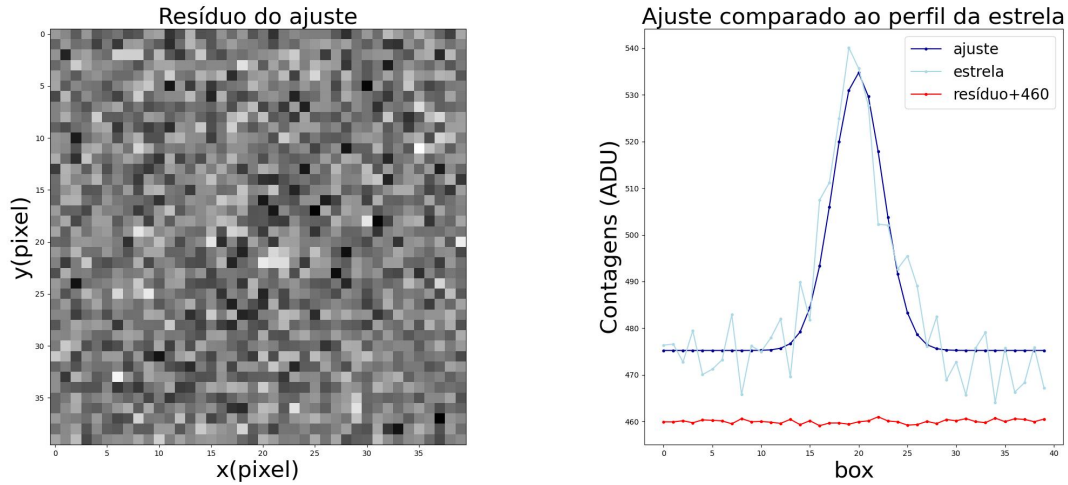 Resíduo do ajuste
0
5
10
15
20
25
30
35
y(pixel)
0 5 10 15 20 25 30 35
x(pixel)
Ajuste comparado ao perfil da estrela
540
530
520
510
500
490
480
470
460
Contagens (ADU)
ajuste
estrela
resíduo+460
0 5 10 15 20 25 30 35 40
box